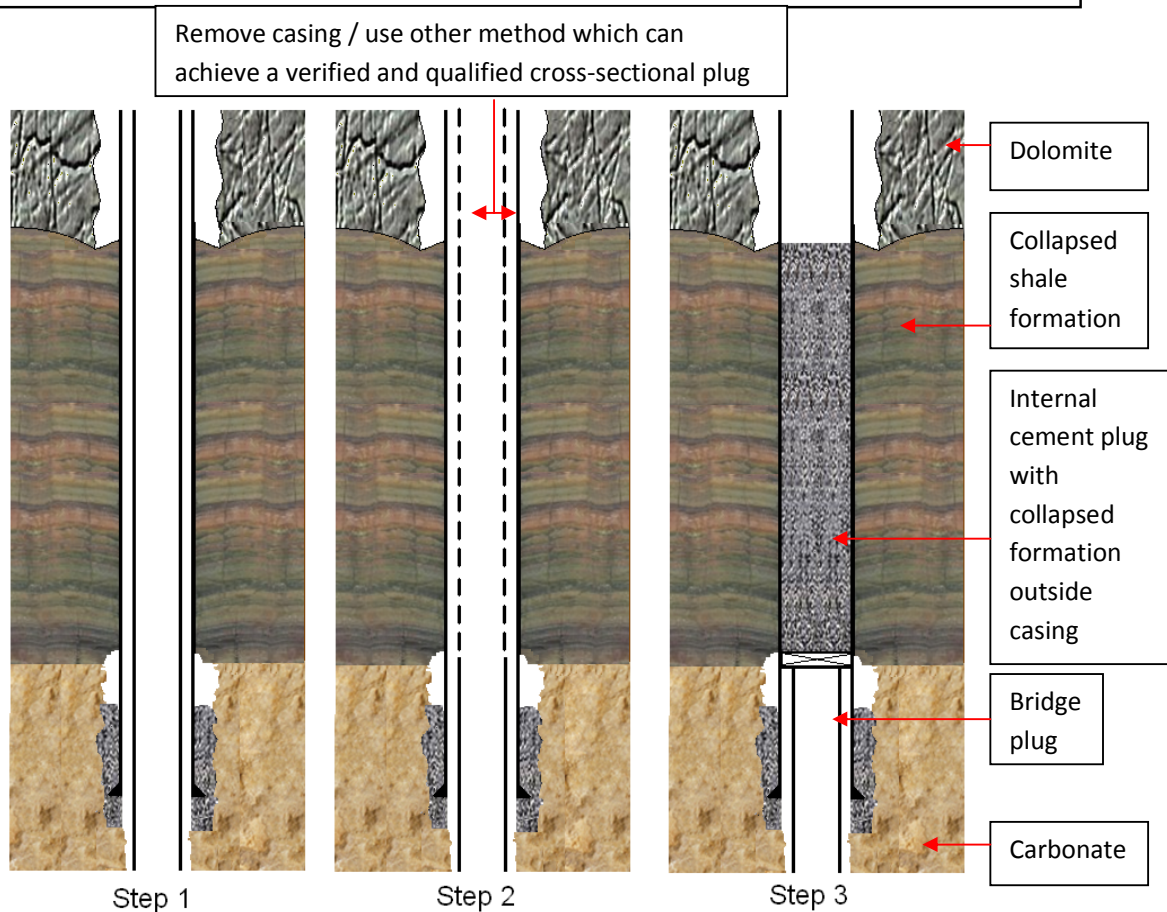 Remove casing / use other method which can
achieve a verified and qualified cross-sectional plug
Dolomite
Collapsed
shale
formation
Internal
cement plug
with
collapsed
formation
outside
casing
Bridge
plug
Carbonate
Step 1
Step 2
Step 3